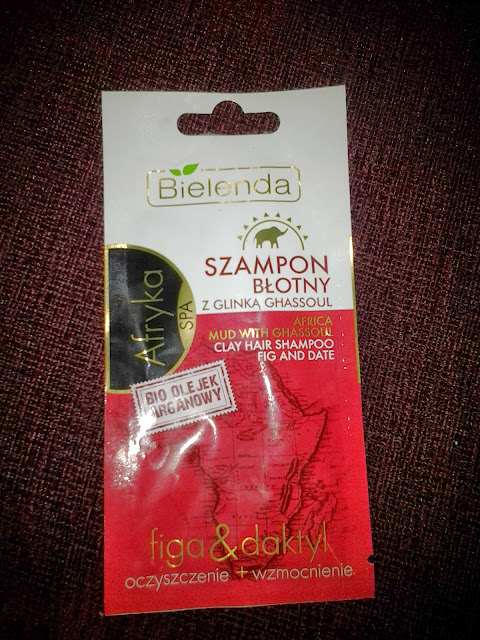 Bielenda
SZAMPON
BŁOTNY
Z GLINKĄ GHASSOUL
AFRICA
MUD WITH GHASSOUL
CLAY HAIR SHAMPOO
FIG AND DATE
Afryka
SPA
BIO OLEJEK
ARGANOWY
figa & daktyl
oczyszczenie + wzmocnienie